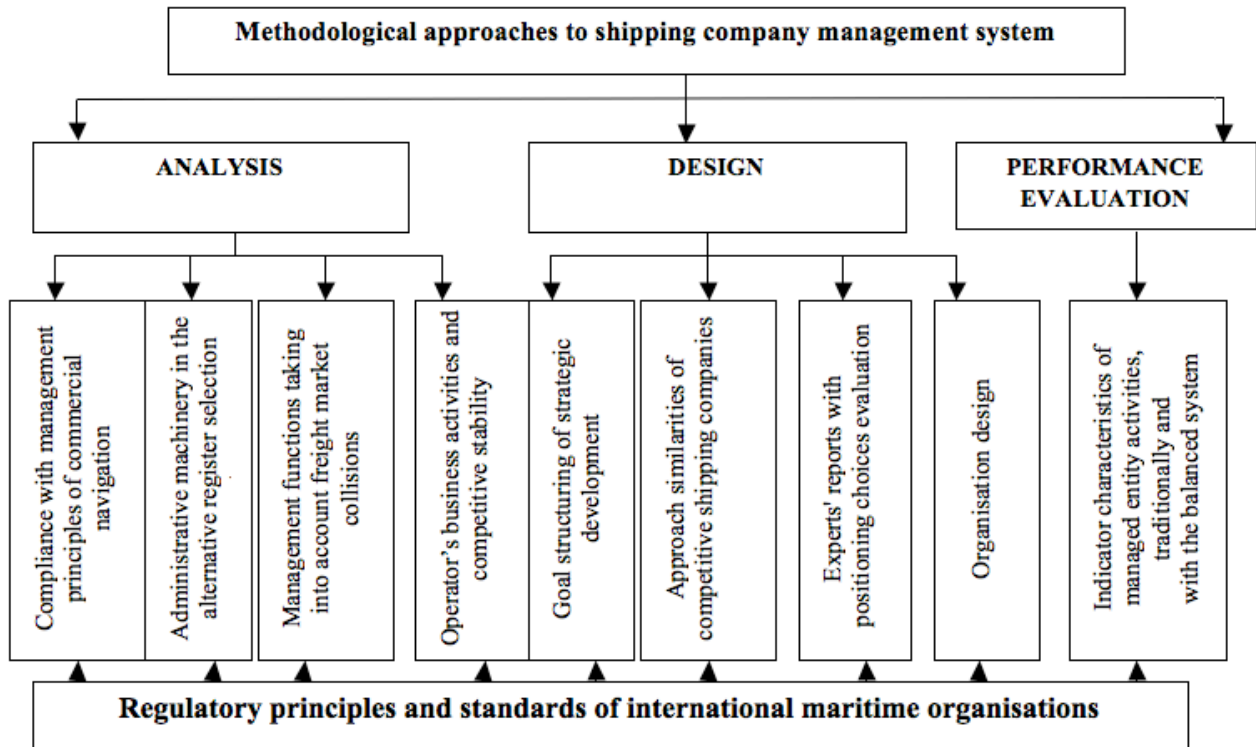 Methodological approaches to shipping company management system
ANALYSIS
DESIGN
PERFORMANCE
EVALUATION
Compliance with management
principles of commercial
navigation
Administrative machinery in the
alternative register selection
Management functions taking
into account freight market
collisions
Operator’s business activities and
competitive stability
Goal structuring of strategic
development
Approach similarities of
competitive shipping companies
Experts' reports with
positioning choices evaluation
Organisation design
Indicator characteristics of
managed entity activities,
traditionally and
with the balanced system
Regulatory principles and standards of international maritime organisations